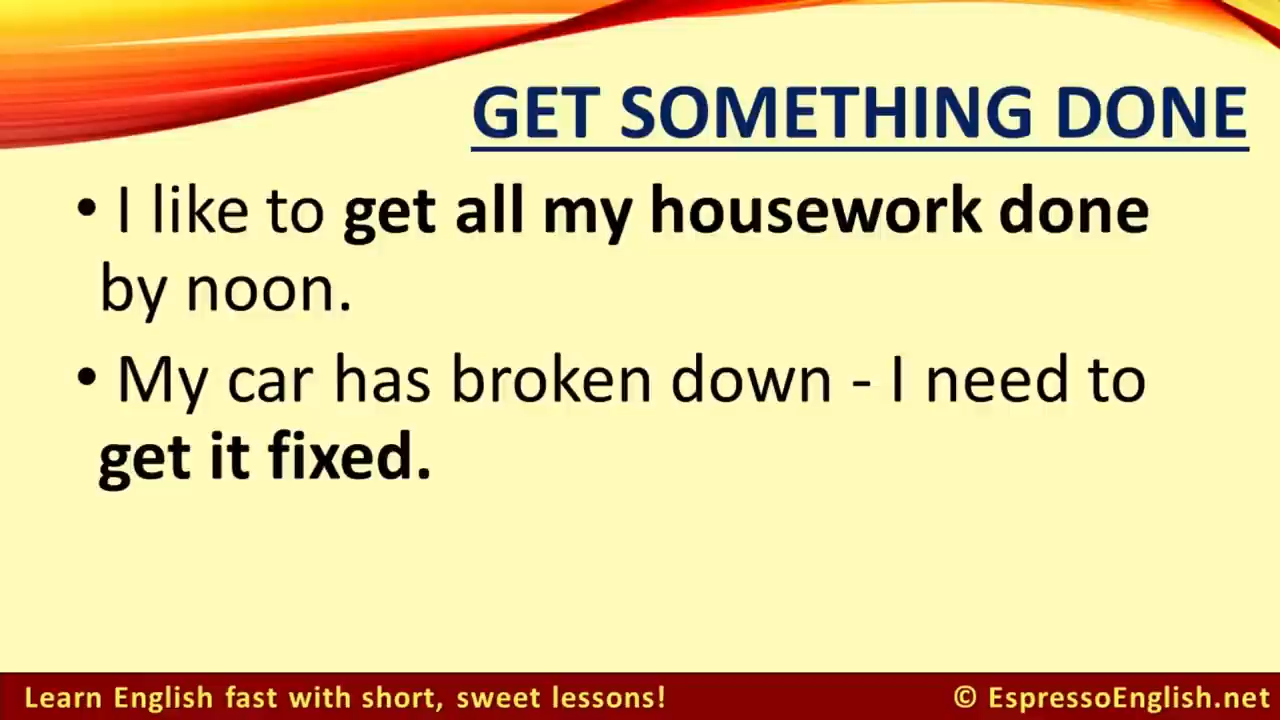 GET SOMETHING DONE
• I like to get all my housework done
by noon.
• My car has broken down - I need to
get it fixed.
Learn English fast with short, sweet lessons!
© EspressoEnglish.net